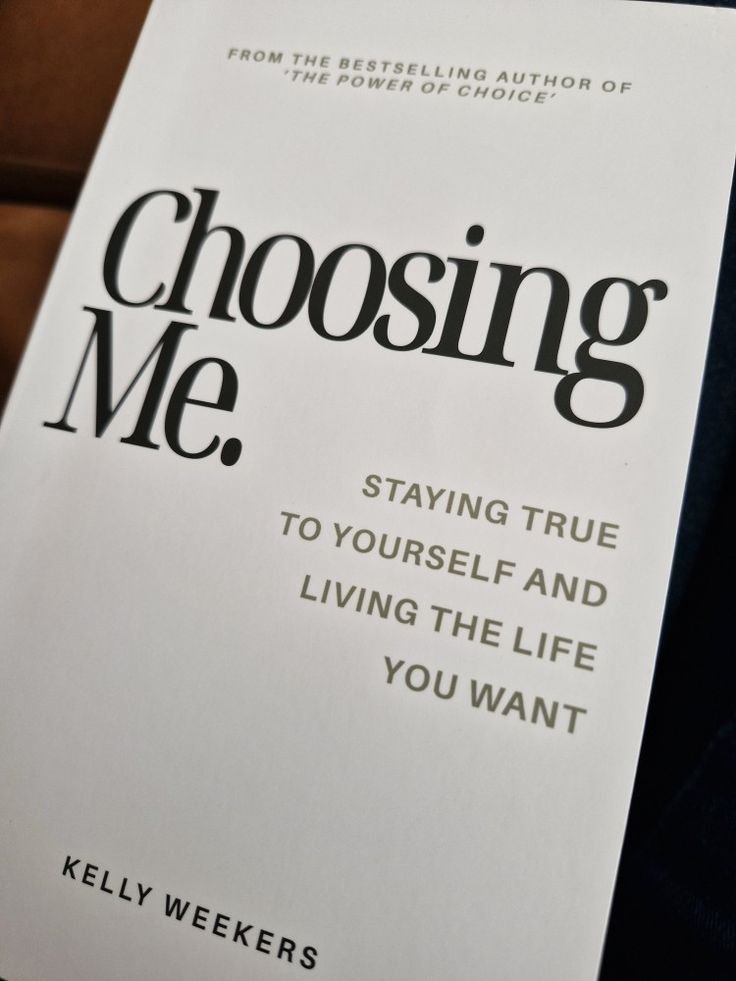 FROM THE BESTSELLING AUTHOR OF
'THE POWER OF CHOICE'
Choosing
Me.
STAYING TRUE
TO YOURSELF AND
LIVING THE LIFE
YOU WANT
KELLY WEEKERS